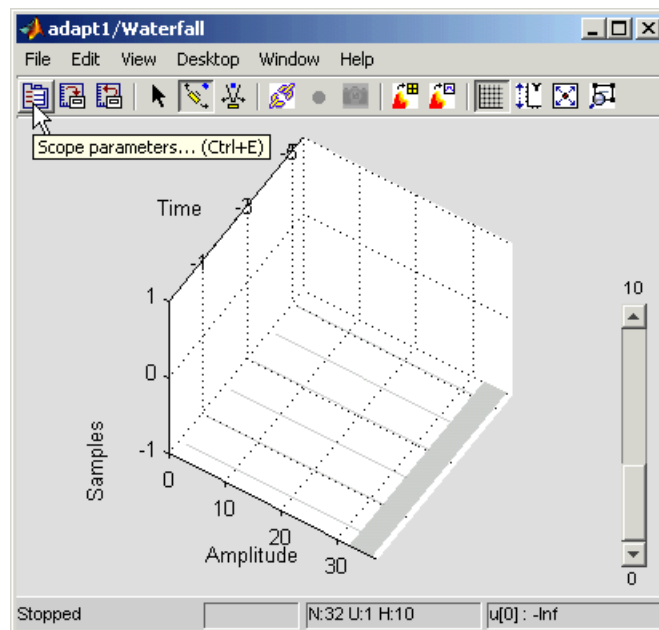 adapt1/Waterfall
File Edit View Desktop Window Help
Scope parameters... (Ctrl+E)
-5
Time
-3
-1
1
0
-1
Samples
0
10
20
30
Amplitude
10
0
Stopped
N:32 U:1 H:10
u[0] : -Inf